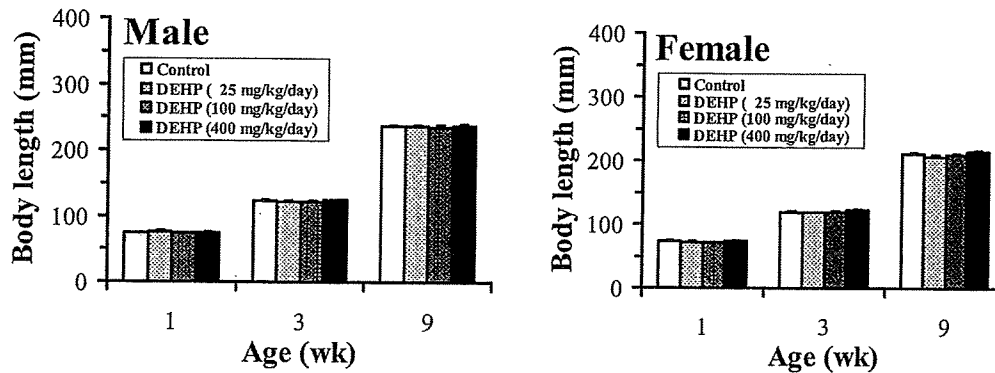 Male
Control
DEHP ( 25 mg/kg/day)
DEHP (100 mg/kg/day)
DEHP (400 mg/kg/day)
Body length (mm)
400
300
200
100
0
1 3 9
Age (wk)
Female
Control
DEHP ( 25 mg/kg/day)
DEHP (100 mg/kg/day)
DEHP (400 mg/kg/day)
Body length (mm)
400
300
200
100
0
1 3 9
Age (wk)